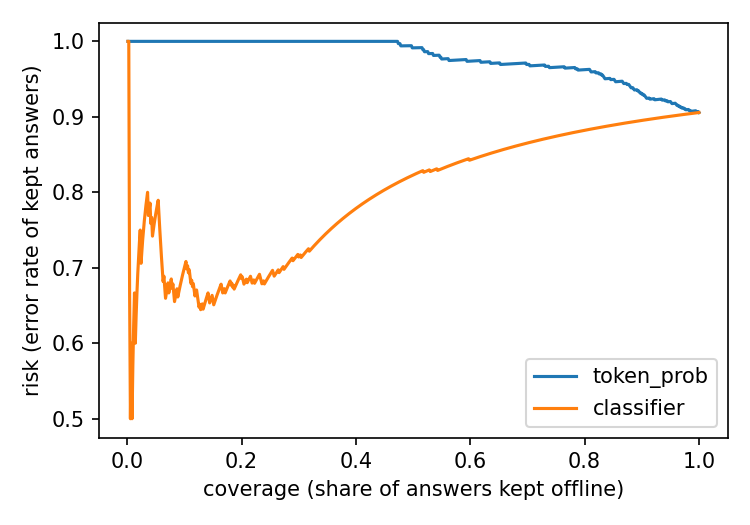 1.0
0.9
0.8
0.7
0.6
0.5
risk (error rate of kept answers)
token_prob
classifier
0.0 0.2 0.4 0.6 0.8 1.0
coverage (share of answers kept offline)